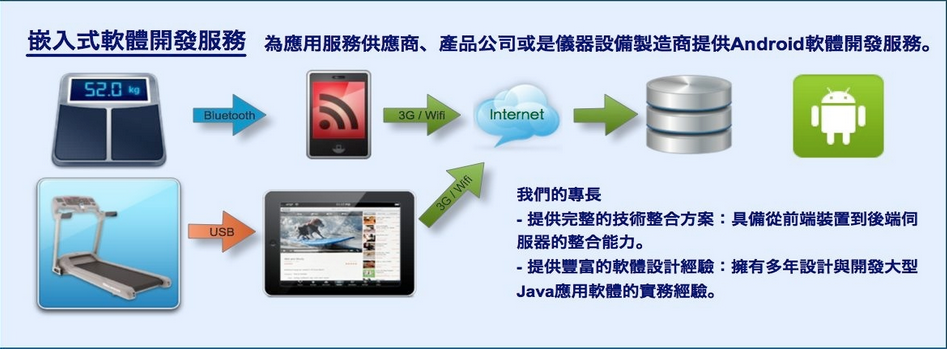 嵌入式軟體開發服務 為應用服務供應商、產品公司或是儀器設備製造商提供Android軟體開發服務。
52.0 kg
Bluetooth
3G / Wifi
Internet
3G / Wifi
USB
我們的專長
- 提供完整的技術整合方案：具備從前端裝置到後端伺
服器的整合能力。
- 提供豐富的軟體設計經驗：擁有多年設計與開發大型
Java應用軟體的實務經驗。